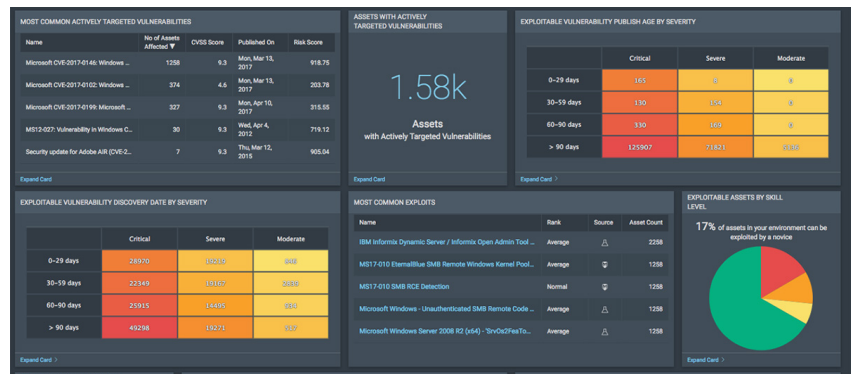 MOST COMMON ACTIVELY TARGETED VULNERABILITIES
Name No of Assets Affected ▼ CVSS Score Published On Risk Score
Microsoft CVE-2017-0146: Windows ... 1258 9.3 Mon, Mar 13, 2017 918.75
Microsoft CVE-2017-0102: Windows ... 374 4.6 Mon, Mar 13, 2017 203.78
Microsoft CVE-2017-0199: Microsoft ... 327 9.3 Mon, Apr 10, 2017 315.55
MS12-027: Vulnerability in Windows C... 30 9.3 Wed, Apr 4, 2012 719.12
Security update for Adobe AIR (CVE-2... 7 9.3 Thu, Mar 12, 2015 905.04
Expand Card
ASSETS WITH ACTIVELY
TARGETED VULNERABILITIES
1.58k
Assets
with Actively Targeted Vulnerabilities
Expand Card
EXPLOITABLE VULNERABILITY PUBLISH AGE BY SEVERITY
Critical Severe Moderate
0-29 days 165
30-59 days 130 154
60-90 days 330 169
> 90 days 125907 71821
Expand Card >
EXPLOITABLE VULNERABILITY DISCOVERY DATE BY SEVERITY
Critical Severe Moderate
0-29 days 28970
30-59 days 22349 19167
60-90 days 25915 14495
> 90 days 49298 19271
Expand Card >
MOST COMMON EXPLOITS
Name Rank Source Asset Count
IBM Informix Dynamic Server / Informix Open Admin Tool ... Average 2258
MS17-010 EternalBlue SMB Remote Windows Kernel Pool... Average 1258
MS17-010 SMB RCE Detection Normal 1258
Microsoft Windows - Unauthenticated SMB Remote Code ... Average 1258
Microsoft Windows Server 2008 R2 (x64) - 'SrvOs2FeaTo... Average 1258
EXPLOITABLE ASSETS BY SKILL
LEVEL
17% of assets in your environment can be
exploited by a novice
Expand Card >